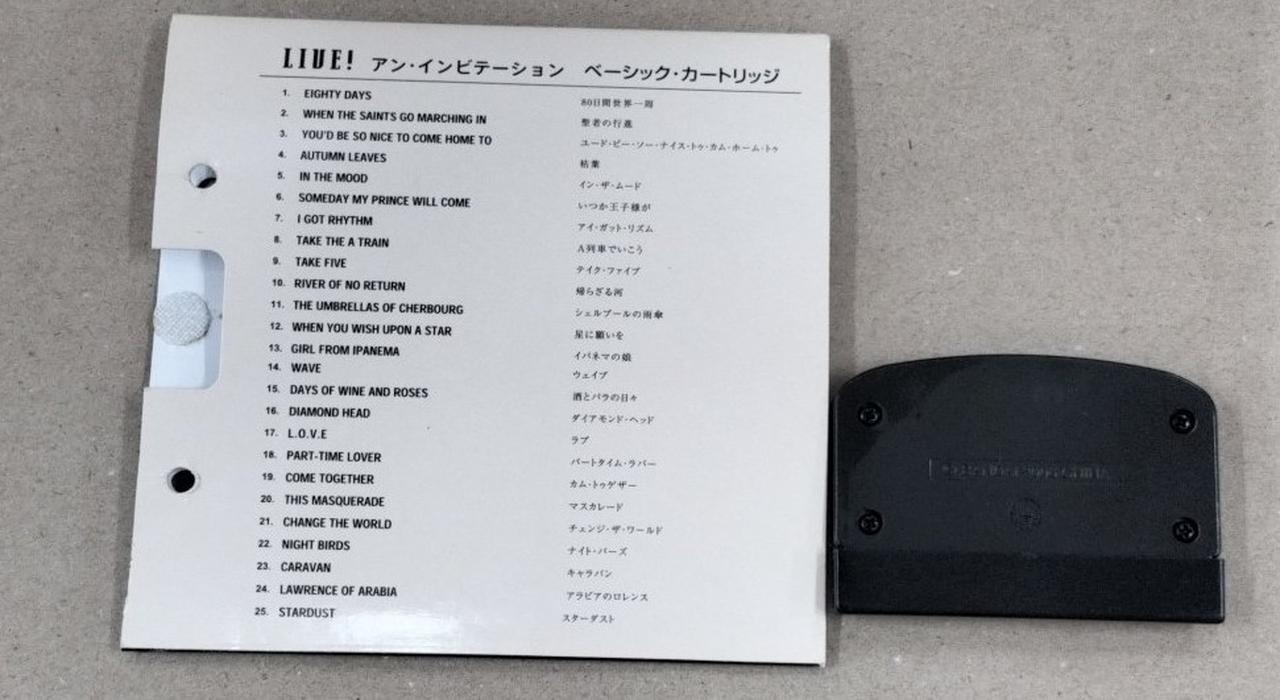 LIVE! アン・インビテーション ベーシック・カートリッジ
1. EIGHTY DAYS 80日間世界一周
2. WHEN THE SAINTS GO MARCHING IN 聖者の行進
3. YOU'D BE SO NICE TO COME HOME TO ユード・ビー・ソー・ナイス・トゥ・カム・ホーム・トゥ
4. AUTUMN LEAVES 枯葉
5. IN THE MOOD イン・ザ・ムード
6. SOMEDAY MY PRINCE WILL COME いつか王子様が
7. I GOT RHYTHM アイ・ガット・リズム
8. TAKE THE A TRAIN A列車でいこう
9. TAKE FIVE テイク・ファイブ
10. RIVER OF NO RETURN 帰らざる河
11. THE UMBRELLAS OF CHERBOURG シェルブールの雨傘
12. WHEN YOU WISH UPON A STAR 星に願いを
13. GIRL FROM IPANEMA イパネマの娘
14. WAVE ウェイブ
15. DAYS OF WINE AND ROSES 酒とバラの日々
16. DIAMOND HEAD ダイアモンド・ヘッド
17. L.O.V.E ラブ
18. PART-TIME LOVER パートタイム・ラバー
19. COME TOGETHER カム・トゥゲザー
20. THIS MASQUERADE マスカレード
21. CHANGE THE WORLD チェンジ・ザ・ワールド
22. NIGHT BIRDS ナイト・バーズ
23. CARAVAN キャラバン
24. LAWRENCE OF ARABIA アラビアのロレンス
25. STARDUST スターダスト